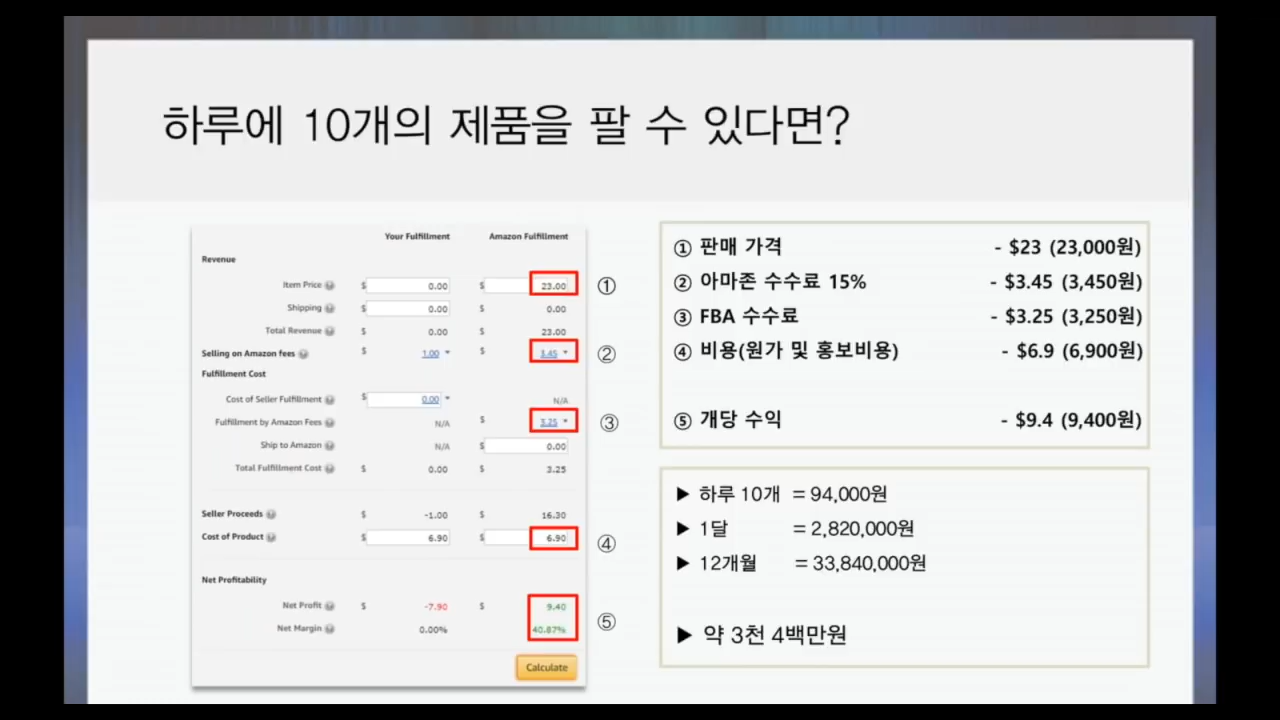 하루에 10개의 제품을 팔 수 있다면?
Your Fulfillment Amazon Fulfillment
Revenue
Item Price $ 0.00 $ 23.00 ①
Shipping $ 0.00 $ 0.00
Total Revenue $ 0.00 $ 23.00
Selling on Amazon fees $ 1.00 $ 3.45 ②
Fulfillment Cost
Cost of Seller Fulfillment $ 0.00 N/A
Fulfillment by Amazon Fees N/A $ 3.25 ③
Ship to Amazon N/A $ 0.00
Total Fulfillment Cost $ 0.00 $ 3.25
Seller Proceeds $ -1.00 $ 16.30
Cost of Product $ 6.90 $ 6.90 ④
Net Profitability
Net Profit $ -7.90 $ 9.40
⑤
Net Margin 0.00% 40.87%
Calculate
① 판매 가격 - $23 (23,000원)
② 아마존 수수료 15% - $3.45 (3,450원)
③ FBA 수수료 - $3.25 (3,250원)
④ 비용(원가 및 홍보비용) - $6.9 (6,900원)
⑤ 개당 수익 - $9.4 (9,400원)
▶ 하루 10개 = 94,000원
▶ 1달 = 2,820,000원
▶ 12개월 = 33,840,000원
▶ 약 3천 4백만원